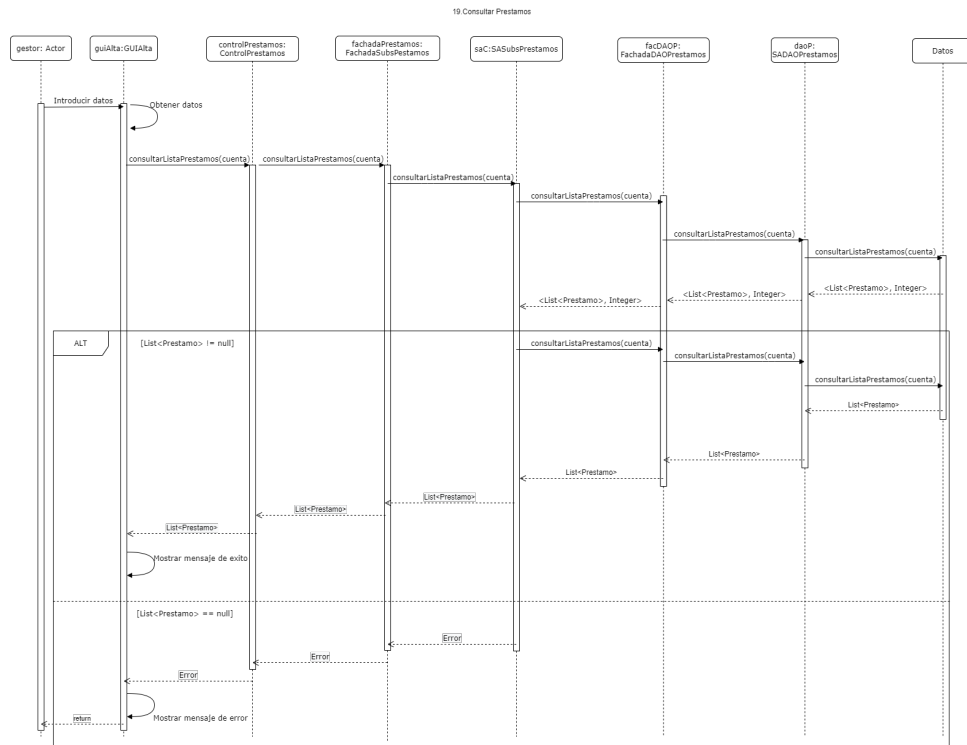 19.Consultar Prestamos
gestor: Actor
guiAlta:GUIAlta
controlPrestamos:
ControlPrestamos
fachadaPrestamos:
FachadaSubsPestamos
saC:SASubsPrestamos
facDAOP:
FachadaDAOPrestamos
daoP:
SADAOPrestamos
Datos
Introducir datos
Obtener datos
consultarListaPrestamos(cuenta)
consultarListaPrestamos(cuenta)
consultarListaPrestamos(cuenta)
consultarListaPrestamos(cuenta)
consultarListaPrestamos(cuenta)
consultarListaPrestamos(cuenta)
<List<Prestamo>, Integer>
<List<Prestamo>, Integer>
<List<Prestamo>, Integer>
ALT
[List<Prestamo> != null]
consultarListaPrestamos(cuenta)
consultarListaPrestamos(cuenta)
consultarListaPrestamos(cuenta)
List<Prestamo>
List<Prestamo>
List<Prestamo>
List<Prestamo>
List<Prestamo>
List<Prestamo>
Mostrar mensaje de exito
[List<Prestamo> == null]
Error
Error
Error
Mostrar mensaje de error
return